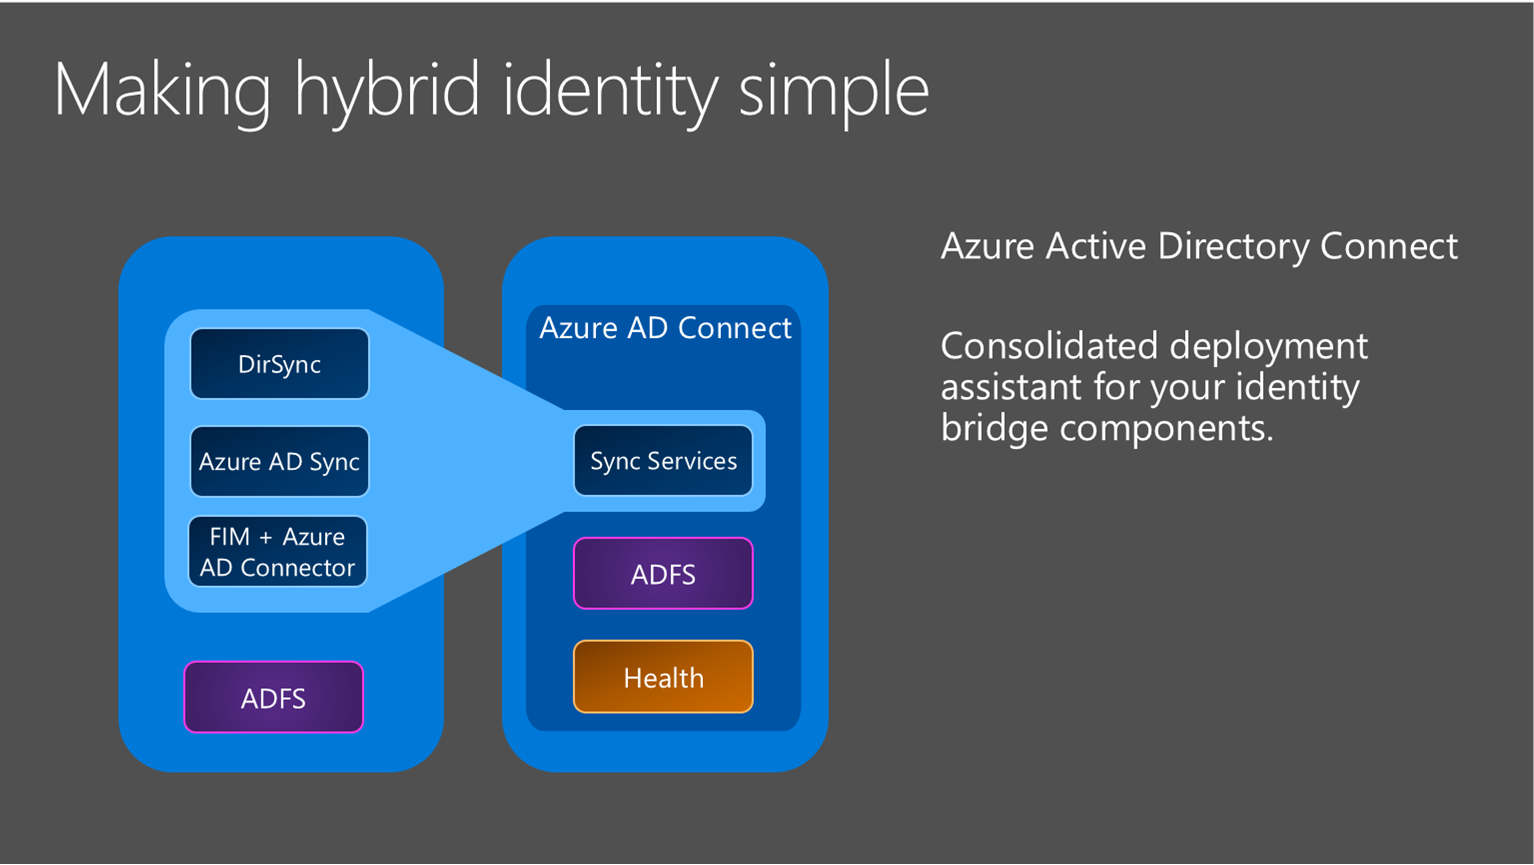 Making hybrid identity simple
DirSync
Azure AD Sync
FIM + Azure
AD Connector
ADFS
Azure AD Connect
Sync Services
ADFS
Health
Azure Active Directory Connect
Consolidated deployment
assistant for your identity
bridge components.